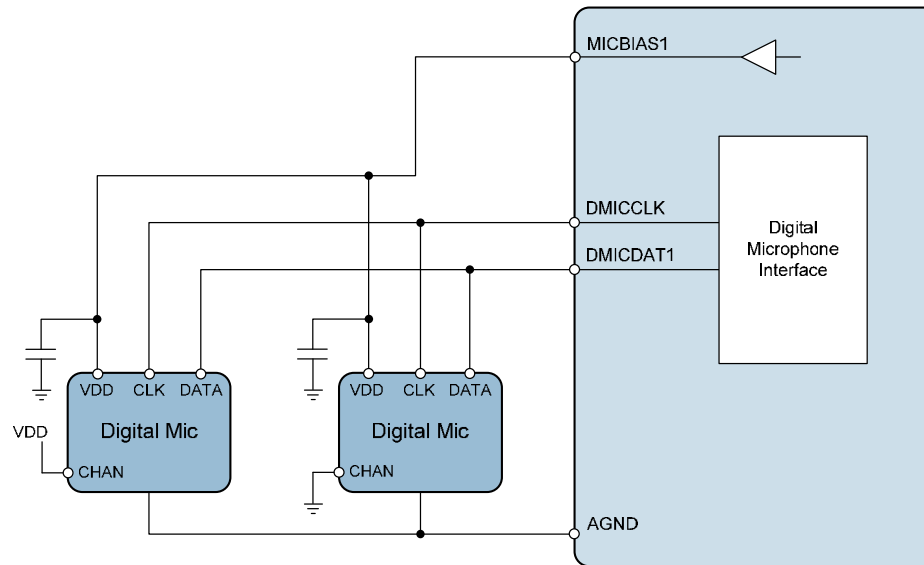 MICBIAS1
DMICCLK
DMICDAT1
Digital
Microphone
Interface
VDD CLK DATA
Digital Mic
VDD
CHAN
VDD CLK DATA
Digital Mic
CHAN
AGND